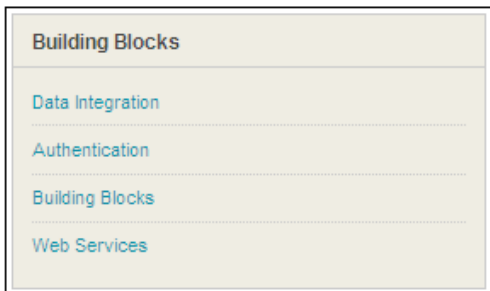 Building Blocks
Data Integration
Authentication
Building Blocks
Web Services